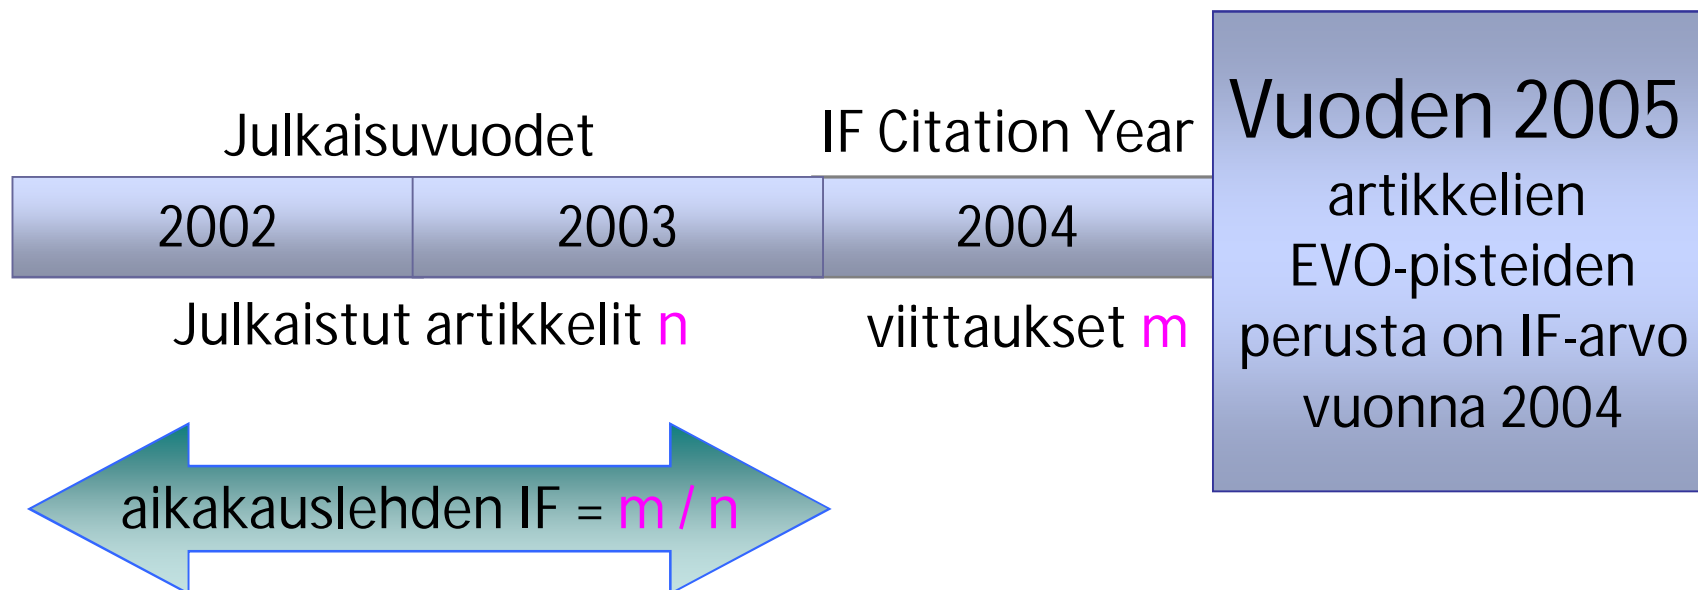 Julkaisuvuodet
IF Citation Year
2002
2003
2004
Julkaistut artikkelit n
viittaukset m
aikakauslehden IF = m / n
Vuoden 2005
artikkelien
EVO-pisteiden
perusta on IF-arvo
vuonna 2004